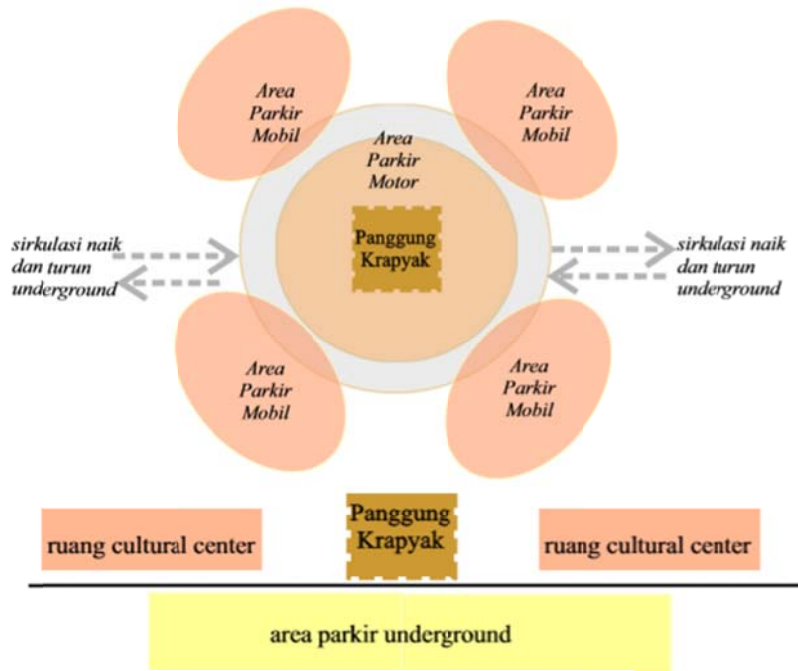 Area
Parkir
Mobil
Area
Parkir
Mobil
Area
Parkir
Motor
Panggung
Krapyak
sirkulasi naik
dan turun
underground
sirkulasi naik
dan turun
underground
Area
Parkir
Mobil
Area
Parkir
Mobil
Panggung
Krapyak
ruang cultural center
ruang cultural center
area parkir underground